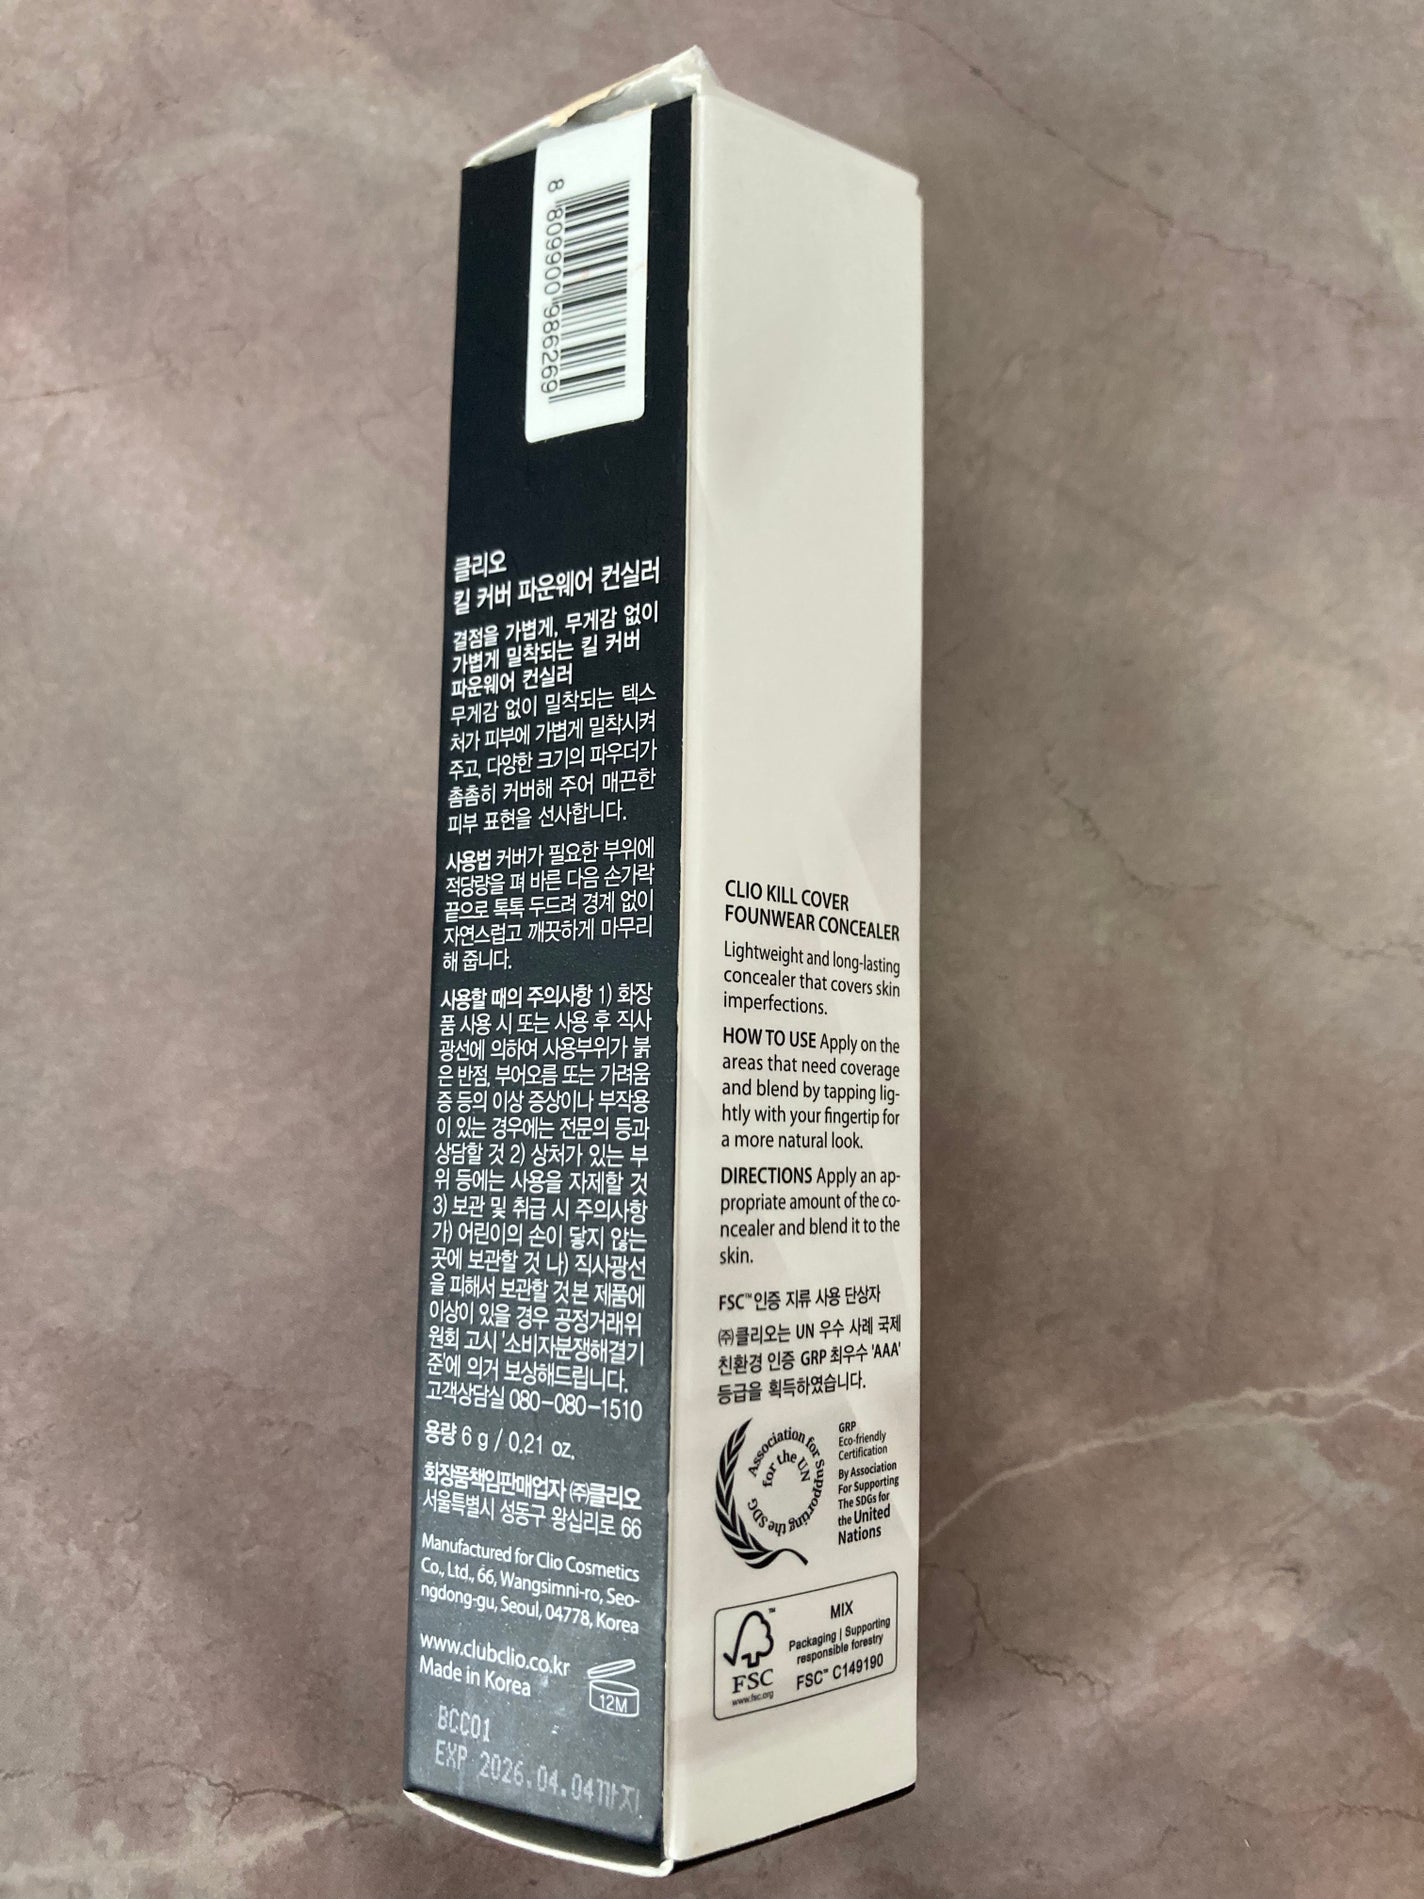 8 809900 986269
클리오
킬 커버 파운웨어 컨실러
결점을 가볍게, 무게감 없이
가볍게 밀착되는 킬 커버
파운웨어 컨실러
무게감 없이 밀착되는 텍스
처가 피부에 가볍게 밀착시켜
주고, 다양한 크기의 파우더가
촘촘히 커버해 주어 매끈한
피부 표현을 선사합니다.
사용법 커버가 필요한 부위에
적당량을 펴 바른 다음 손가락
끝으로 톡톡 두드려 경계 없이
자연스럽고 깨끗하게 마무리
해 줍니다.
사용할 때의 주의사항 1) 화장
품 사용 시 또는 사용 후 직사
광선에 의하여 사용부위가 붉
은 반점, 부어오름 또는 가려움
증 등의 이상 증상이나 부작용
이 있는 경우에는 전문의 등과
상담할 것 2) 상처가 있는 부
위 등에는 사용을 자제할 것
3) 보관 및 취급 시 주의사항
가) 어린이의 손이 닿지 않는
곳에 보관할 것 나) 직사광선
을 피해서 보관할 것본 제품에
이상이 있을 경우 공정거래위
원회 고시 '소비자분쟁해결기
준'에 의거 보상해드립니다.
고객상담실 080-080-1510
용량 6 g / 0.21 oz.
화장품책임판매업자 ㈜클리오
서울특별시 성동구 왕십리로 66
Manufactured for Clio Cosmetics
Co., Ltd., 66, Wangsimni-ro, Seo-
ngdong-gu, Seoul, 04778, Korea
www.clubclio.co.kr
Made in Korea
12M
BCC01
EXP 2026.04.04까지
CLIO KILL COVER
FOUNWEAR CONCEALER
Lightweight and long-lasting
concealer that covers skin
imperfections.
HOW TO USE Apply on the
areas that need coverage
and blend by tapping lig-
htly with your fingertip for
a more natural look.
DIRECTIONS Apply an ap-
propriate amount of the co-
ncealer and blend it to the
skin.
FSC™ 인증 지류 사용 단상자
㈜클리오는 UN 우수 사례 국제
친환경 인증 GRP 최우수 'AAA'
등급을 획득하였습니다.
Association for Supporting the SDG
for the UN
GRP
Eco-friendly
Certification
By Association
For Supporting
The SDGs for
the United
Nations
FSC
www.fsc.org
MIX
Packaging | Supporting
responsible forestry
FSC™ C149190